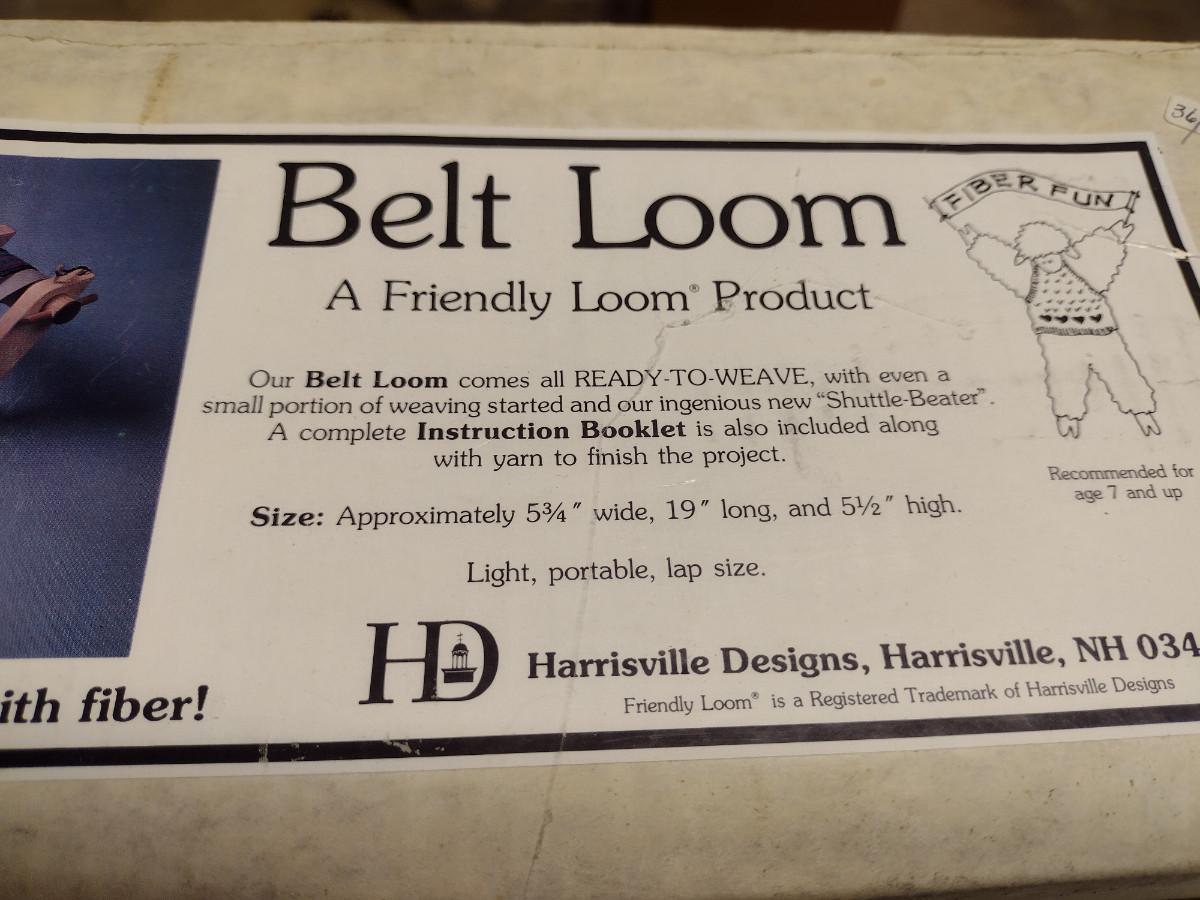 36
FIBER FUN
Belt Loom
A Friendly Loom® Product
Our Belt Loom comes all READY-TO-WEAVE, with even a
small portion of weaving started and our ingenious new “Shuttle-Beater”.
A complete Instruction Booklet is also included along
with yarn to finish the project.
Recommended for
age 7 and up
Size: Approximately 5¾″ wide, 19″ long, and 5½″ high.
Light, portable, lap size.
HD
Harrisville Designs, Harrisville, NH 034
Friendly Loom® is a Registered Trademark of Harrisville Designs
ith fiber!